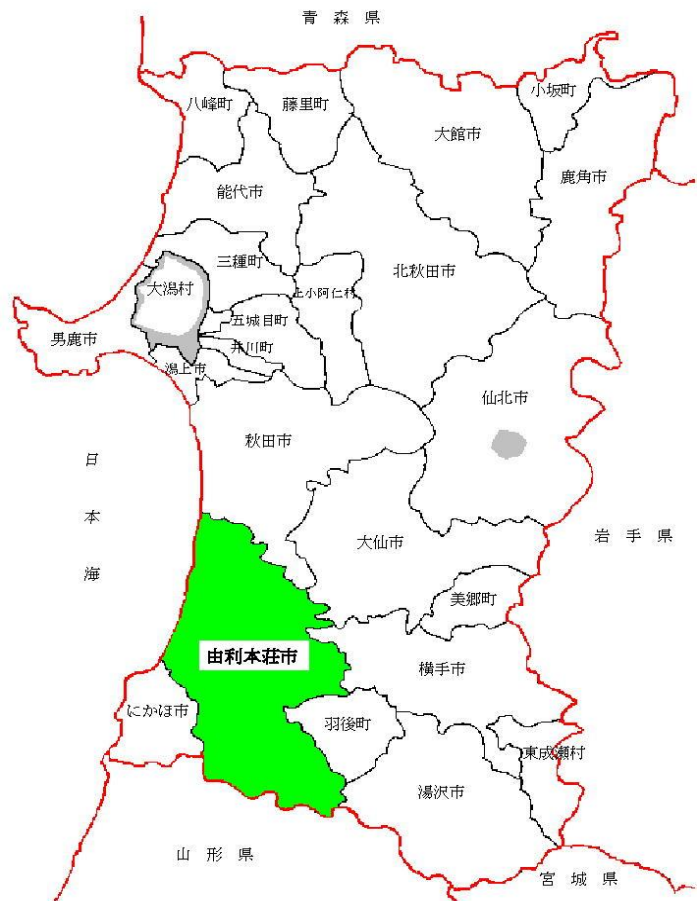 青森県
八峰町
藤里町
大館市
小坂町
鹿角市
能代市
三種町
北秋田市
大潟村
上小阿仁村
男鹿市
五城目町
井川町
潟上市
仙北市
秋田市
日本海
大仙市
岩手県
美郷町
由利本荘市
横手市
にかほ市
羽後町
東成瀬村
湯沢市
山形県
宮城県